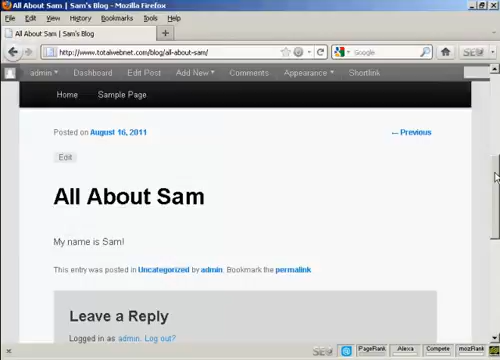 All About Sam | Sam's Blog - Mozilla Firefox
File Edit View History Bookmarks Tools Help
All About Sam | Sam's Blog
http://www.totalwebnet.com/blog/all-about-sam/ Google
admin Dashboard Edit Post Add New Comments Appearance Shortlink
Home Sample Page
Posted on August 16, 2011 ← Previous
Edit
All About Sam
My name is Sam!
This entry was posted in Uncategorized by admin. Bookmark the permalink
Leave a Reply
Logged in as admin. Log out?
PageRank Alexa Compete mozRank